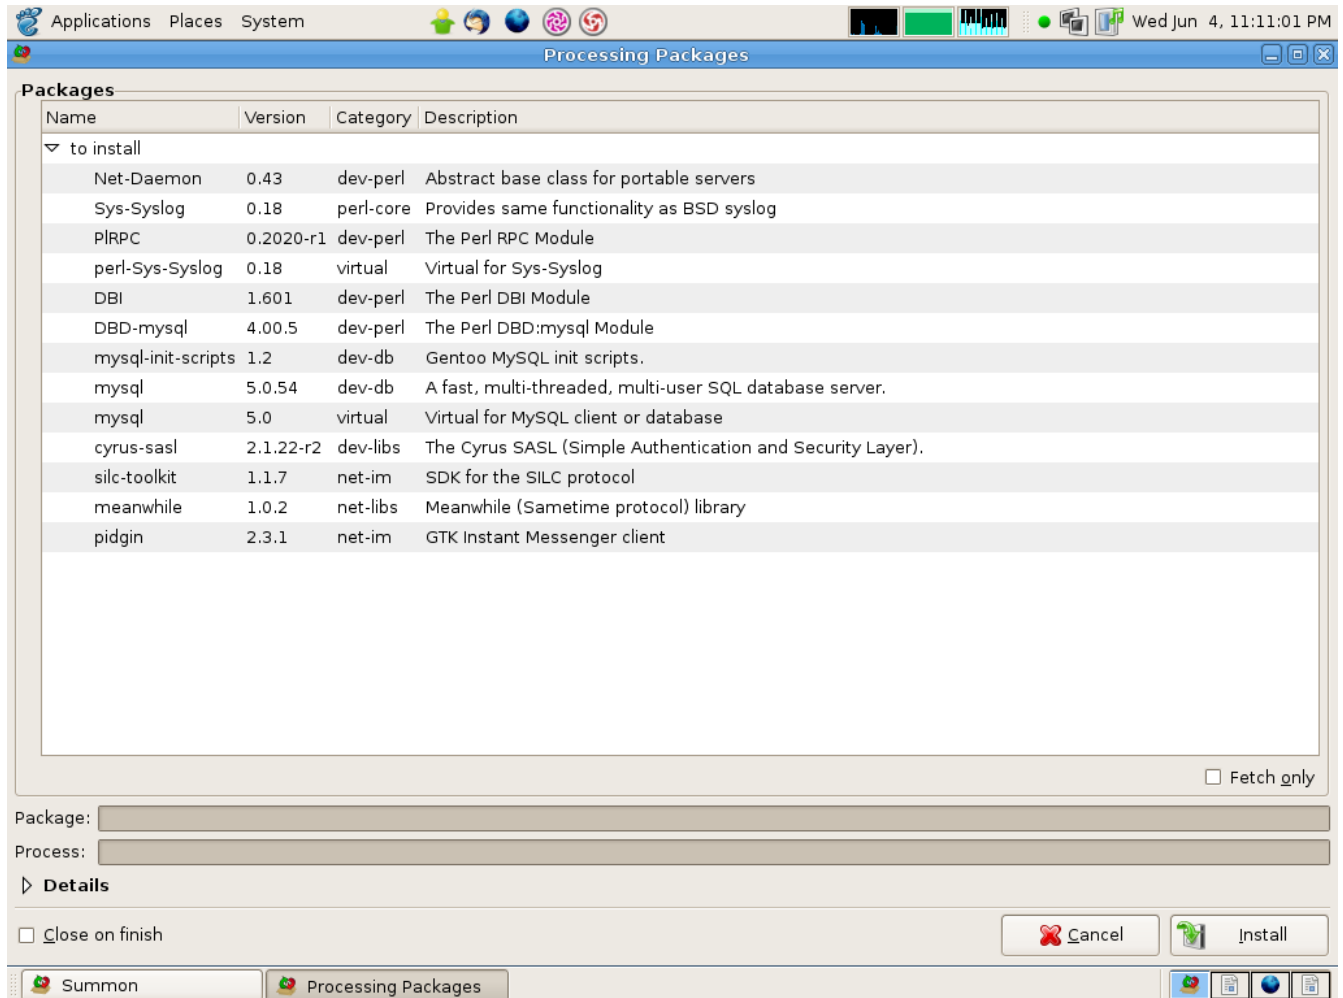 Applications Places System Wed Jun 4, 11:11:01 PM
Processing Packages
Packages
Name Version Category Description
to install
Net-Daemon 0.43 dev-perl Abstract base class for portable servers
Sys-Syslog 0.18 perl-core Provides same functionality as BSD syslog
PlRPC 0.2020-r1 dev-perl The Perl RPC Module
perl-Sys-Syslog 0.18 virtual Virtual for Sys-Syslog
DBI 1.601 dev-perl The Perl DBI Module
DBD-mysql 4.00.5 dev-perl The Perl DBD:mysql Module
mysql-init-scripts 1.2 dev-db Gentoo MySQL init scripts.
mysql 5.0.54 dev-db A fast, multi-threaded, multi-user SQL database server.
mysql 5.0 virtual Virtual for MySQL client or database
cyrus-sasl 2.1.22-r2 dev-libs The Cyrus SASL (Simple Authentication and Security Layer).
silc-toolkit 1.1.7 net-im SDK for the SILC protocol
meanwhile 1.0.2 net-libs Meanwhile (Sametime protocol) library
pidgin 2.3.1 net-im GTK Instant Messenger client
Fetch only
Package:
Process:
Details
Close on finish Cancel Install
Summon Processing Packages